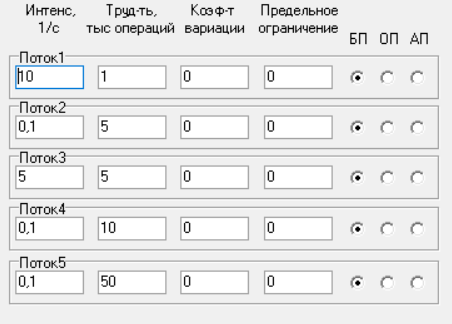 Интенс, Труд-ть, Коэф-т Предельное
1/с тыс операций вариации ограничение
БП ОП АП
Поток1
10 1 0 0
Поток2
0,1 5 0 0
Поток3
5 5 0 0
Поток4
0,1 10 0 0
Поток5
0,1 50 0 0